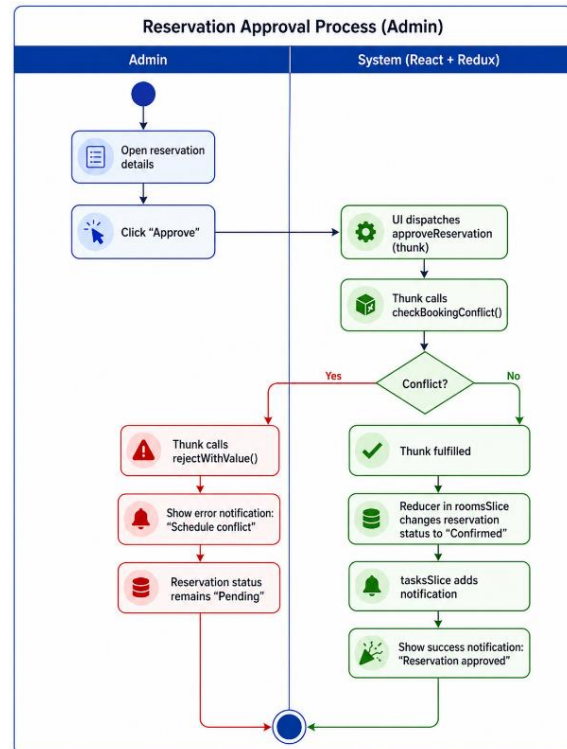 Reservation Approval Process (Admin)
Admin
System (React + Redux)
Open reservation
details
Click “Approve”
UI dispatches
approveReservation
(thunk)
Thunk calls
checkBookingConflict()
Conflict?
Yes
No
Thunk calls
rejectWithValue()
Show error notification:
“Schedule conflict”
Reservation status
remains “Pending”
Thunk fulfilled
Reducer in roomsSlice
changes reservation
status to “Confirmed”
tasksSlice adds
notification
Show success notification:
“Reservation approved”